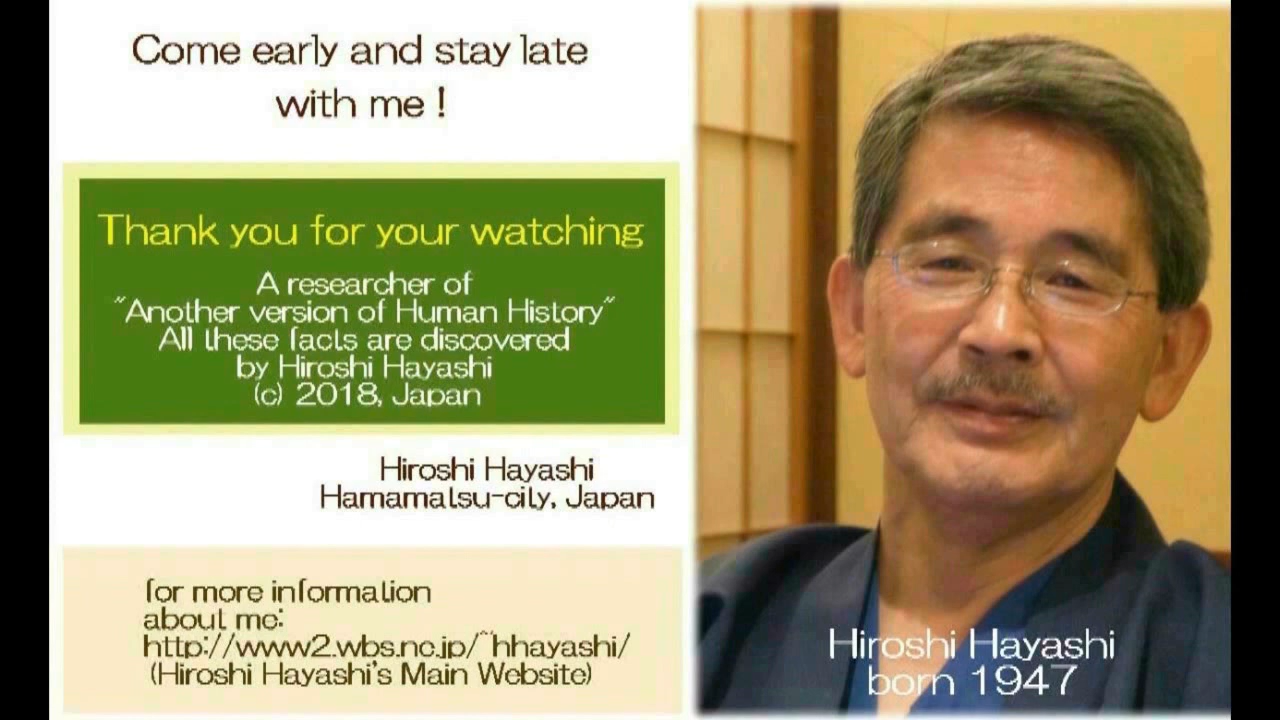 Come early and stay late
with me !
Thank you for your watching
A researcher of
"Another version of Human History"
All these facts are discovered
by Hiroshi Hayashi
(c) 2018, Japan
Hiroshi Hayashi
Hamamatsu-city, Japan
for more information
about me:
http://www2.wbs.ne.jp/~hhayashi/
(Hiroshi Hayashi's Main Website)
Hiroshi Hayashi
born 1947